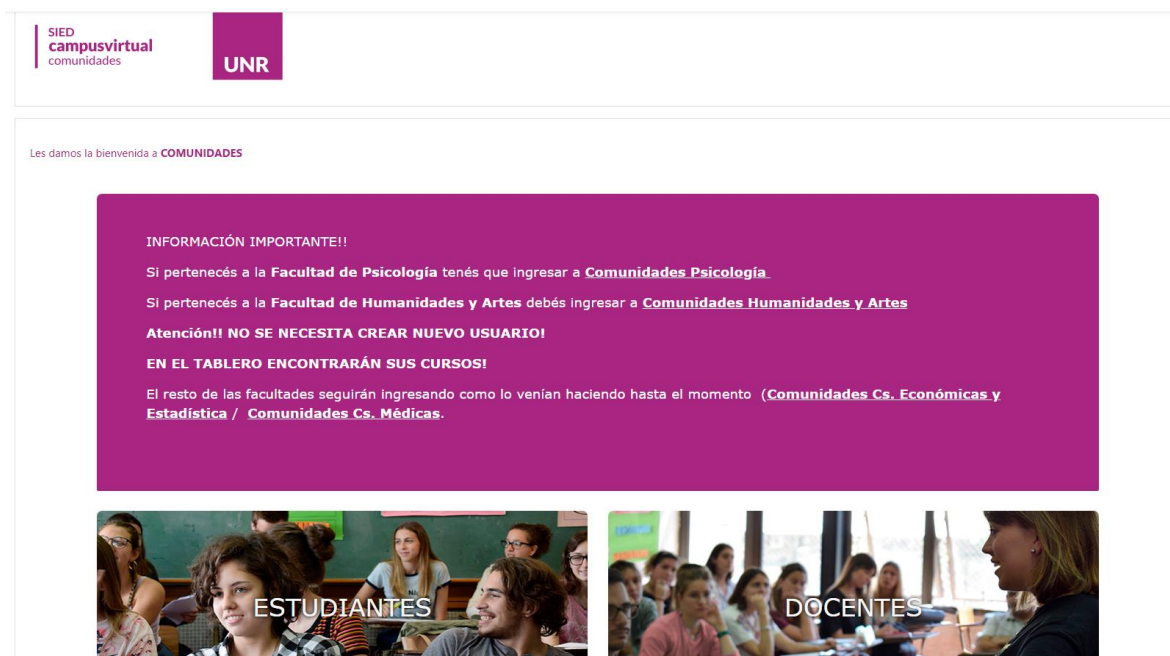 SIED
campusvirtual
comunidades
UNR
Les damos la bienvenida a COMUNIDADES
INFORMACIÓN IMPORTANTE!!
Si pertenecés a la Facultad de Psicología tenés que ingresar a Comunidades Psicología
Si pertenecés a la Facultad de Humanidades y Artes debés ingresar a Comunidades Humanidades y Artes
Atención!! NO SE NECESITA CREAR NUEVO USUARIO!
EN EL TABLERO ENCONTRARÁN SUS CURSOS!
El resto de las facultades seguirán ingresando como lo venían haciendo hasta el momento (Comunidades Cs. Económicas y
Estadística / Comunidades Cs. Médicas.
ESTUDIANTES
DOCENTES